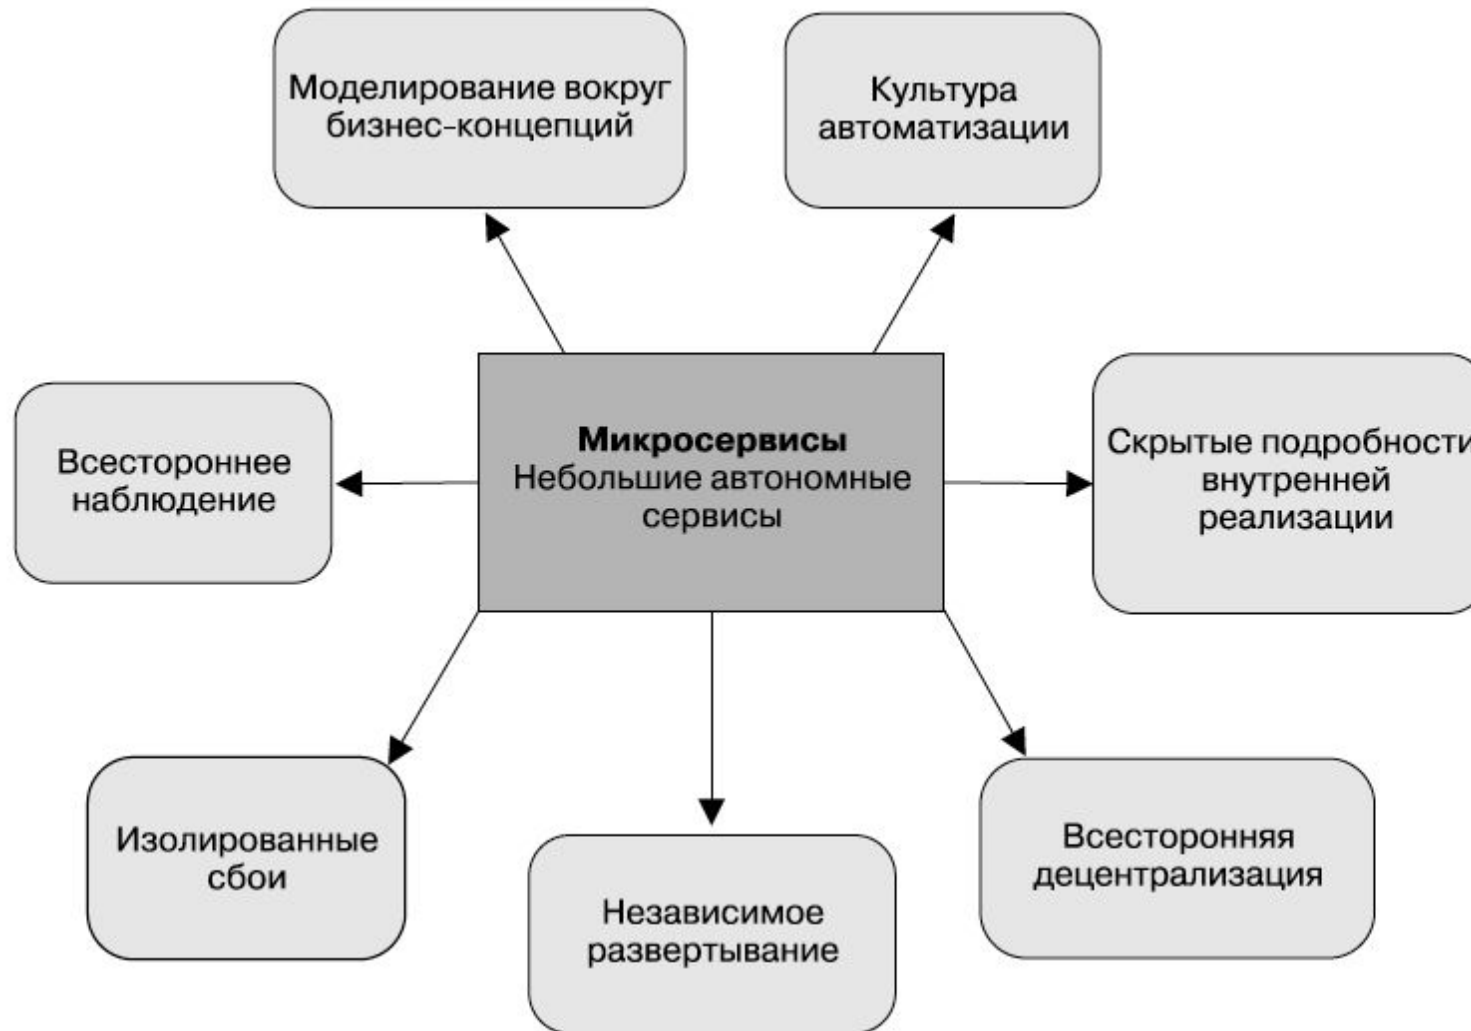 Моделирование вокруг
бизнес-концепций
Культура
автоматизации
Всестороннее
наблюдение
Микросервисы
Небольшие автономные
сервисы
Скрытые подробности
внутренней
реализации
Изолированные
сбои
Независимое
развертывание
Всесторонняя
децентрализация